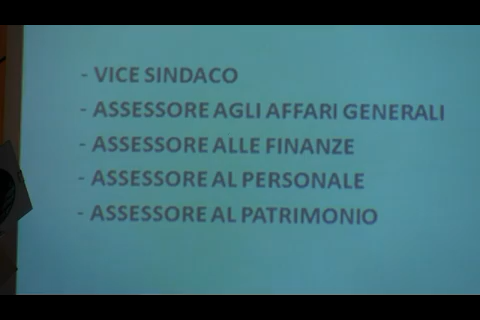 - VICE SINDACO
- ASSESSORE AGLI AFFARI GENERALI
- ASSESSORE ALLE FINANZE
- ASSESSORE AL PERSONALE
- ASSESSORE AL PATRIMONIO